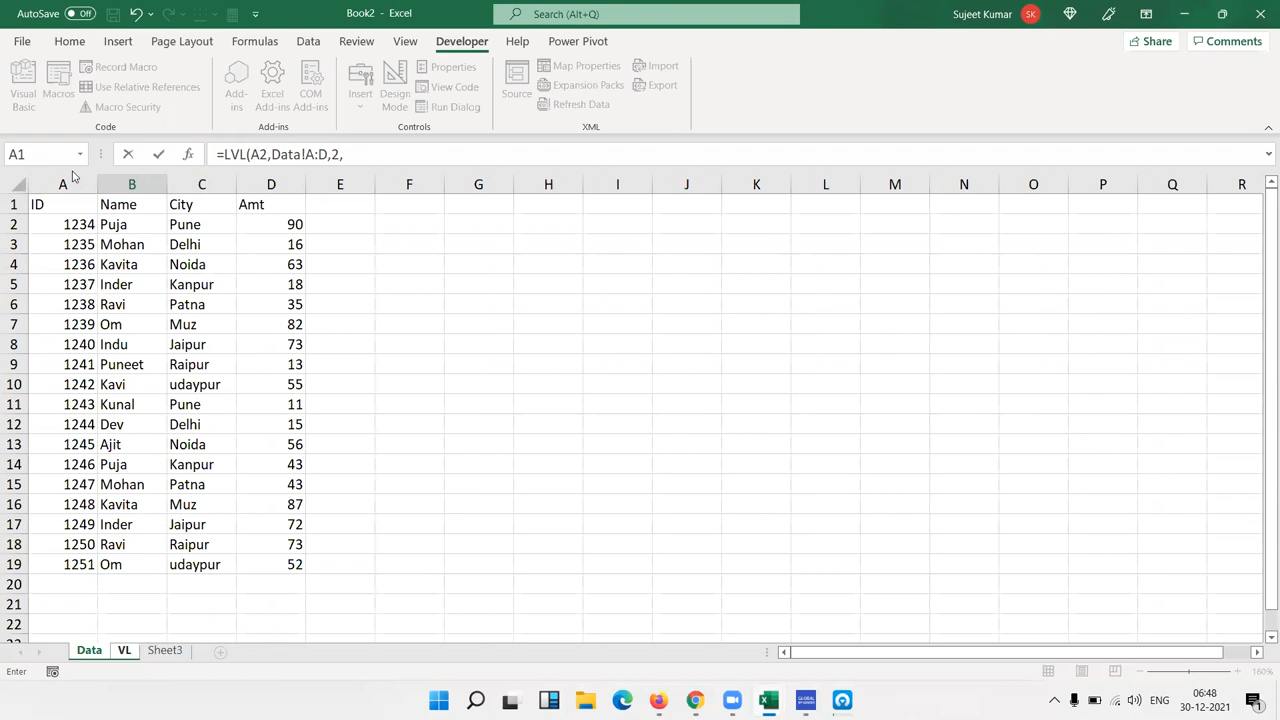 AutoSave Off Book2 - Excel Search (Alt+Q) Sujeet Kumar SK
File Home Insert Page Layout Formulas Data Review View Developer Help Power Pivot Share Comments
Visual Basic Macros Record Macro Use Relative References Macro Security Code
Add-ins Excel Add-ins COM Add-ins Add-ins
Insert Design Mode Properties View Code Run Dialog Controls
Source Map Properties Expansion Packs Refresh Data Import Export XML
A1 fx =LVL(A2,Data!A:D,2,
A B C D E F G H I J K L M N O P Q R
1 ID Name City Amt
2 1234 Puja Pune 90
3 1235 Mohan Delhi 16
4 1236 Kavita Noida 63
5 1237 Inder Kanpur 18
6 1238 Ravi Patna 35
7 1239 Om Muz 82
8 1240 Indu Jaipur 73
9 1241 Puneet Raipur 13
10 1242 Kavi udaypur 55
11 1243 Kunal Pune 11
12 1244 Dev Delhi 15
13 1245 Ajit Noida 56
14 1246 Puja Kanpur 43
15 1247 Mohan Patna 43
16 1248 Kavita Muz 87
17 1249 Inder Jaipur 72
18 1250 Ravi Raipur 73
19 1251 Om udaypur 52
20
21
22
Data VL Sheet3
Enter 160%
ENG 06:48
30-12-2021